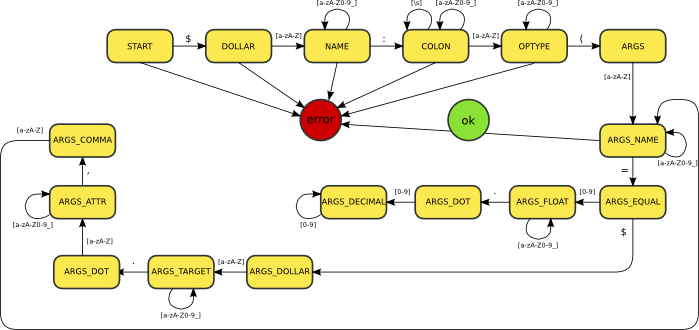 [a-zA-Z0-9_]
[\s]
[a-zA-Z0-9_]
[a-zA-Z0-9_]
START
$
DOLLAR
[a-zA-Z]
NAME
:
COLON
[a-zA-Z]
OPTYPE
(
ARGS
[a-zA-Z]
error
ok
[a-zA-Z]
ARGS_COMMA
ARGS_NAME
[a-zA-Z0-9_]
,
=
ARGS_ATTR
[a-zA-Z0-9_]
ARGS_DECIMAL
[0-9]
[0-9]
ARGS_DOT
.
ARGS_FLOAT
[a-zA-Z0-9_]
[0-9]
ARGS_EQUAL
$
[a-zA-Z]
ARGS_DOT
.
ARGS_TARGET
[a-zA-Z0-9_]
[a-zA-Z]
ARGS_DOLLAR